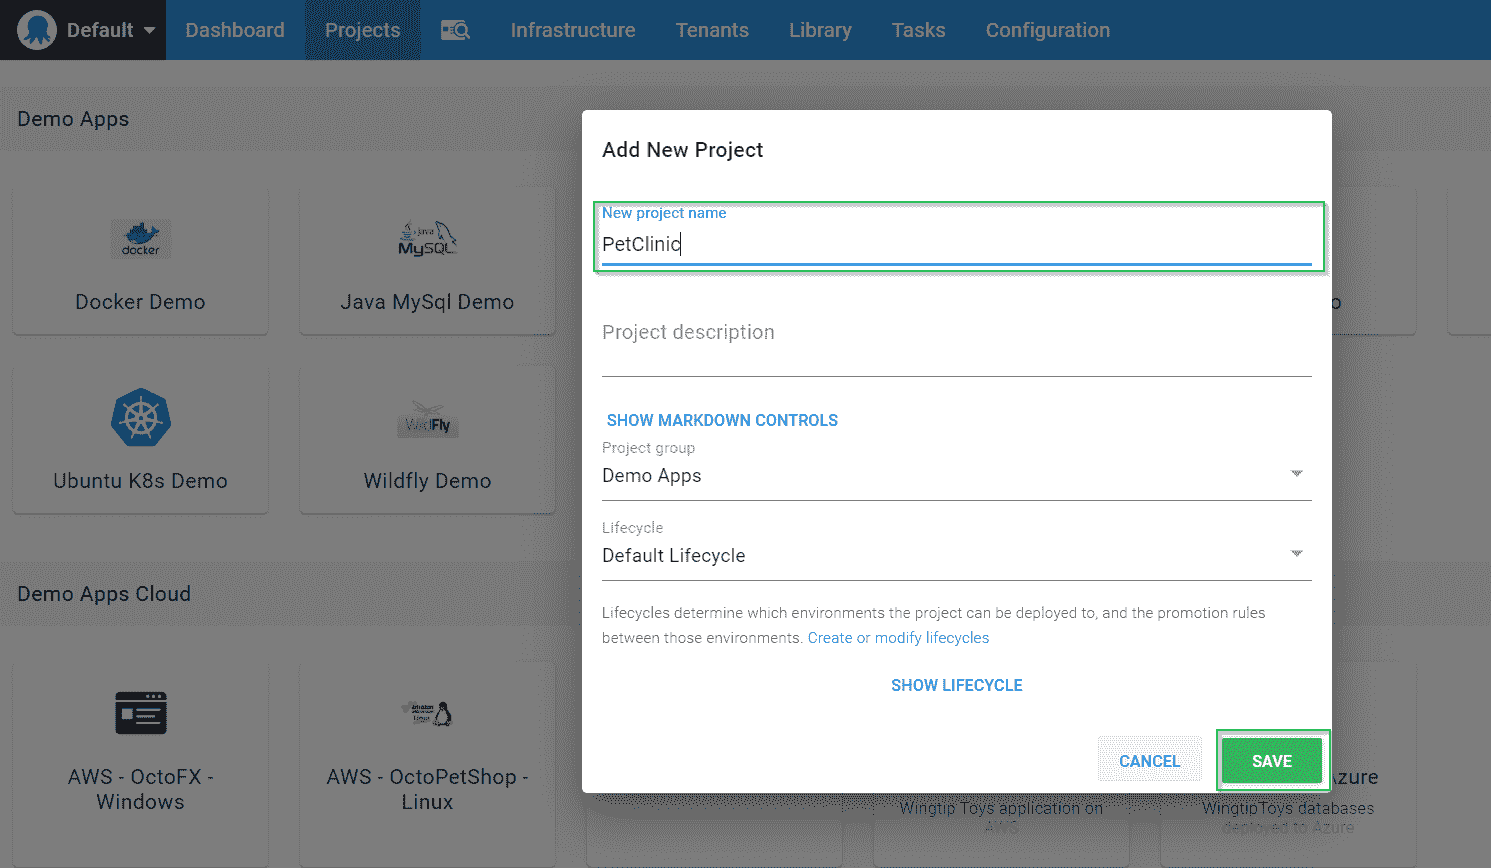 Default Dashboard Projects Infrastructure Tenants Library Tasks Configuration
Demo Apps
docker
Docker Demo
Java
MySQL
Java MySql Demo
Ubuntu K8s Demo
WildFly
Wildfly Demo
Demo Apps Cloud
AWS - OctoFX -
Windows
AWS - OctoPetShop -
Linux
Add New Project
New project name
PetClinic
Project description
SHOW MARKDOWN CONTROLS
Project group
Demo Apps
Lifecycle
Default Lifecycle
Lifecycles determine which environments the project can be deployed to, and the promotion rules
between those environments. Create or modify lifecycles
SHOW LIFECYCLE
CANCEL SAVE
Wingtip Toys application on
AWS
Azure
WingtipToys databases
deployed to Azure